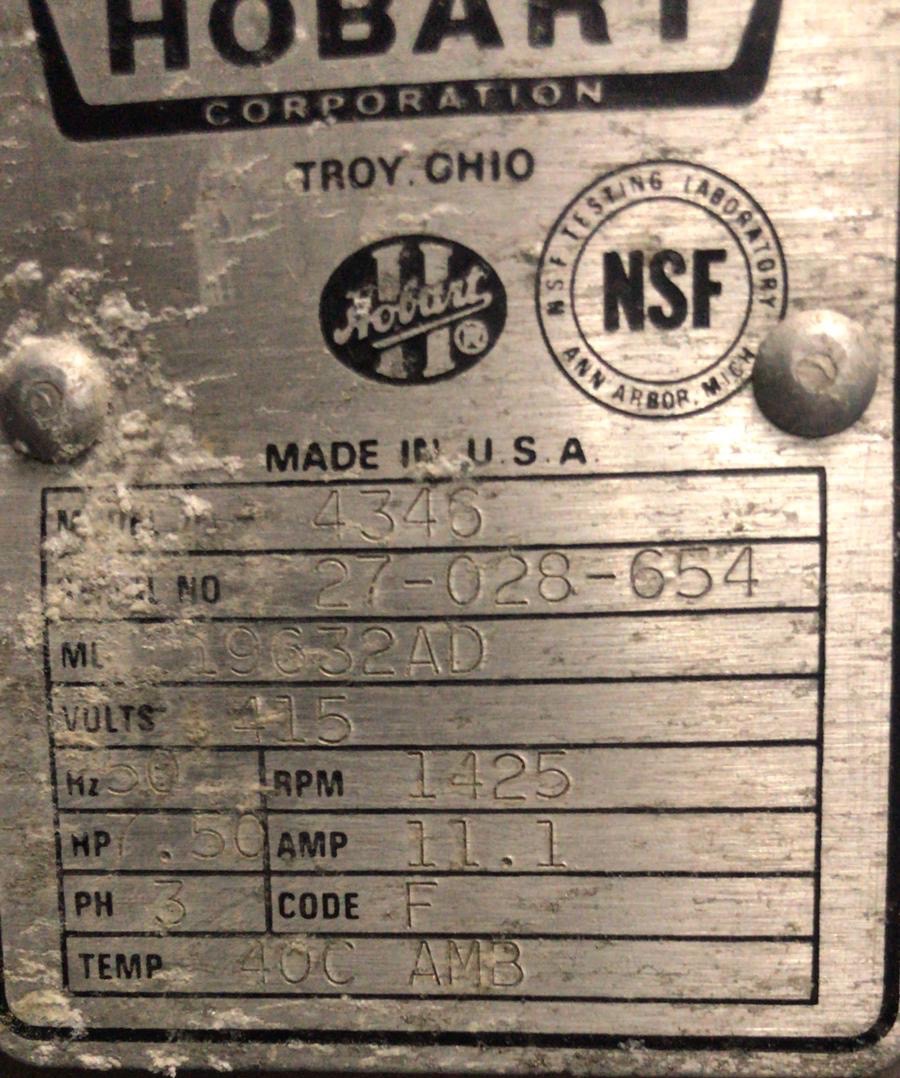 HOBART
CORPORATION
TROY. OHIO
Hobart ®
NSF TESTING LABORATORY
NSF
ANN ARBOR. MICH
MADE IN U.S.A.
MODEL 4346
SERIAL NO 27-028-654
ML 19632AD
VOLTS 415
Hz 50 RPM 1425
HP 7.50 AMP 11.1
PH 3 CODE F
TEMP 40C AMB